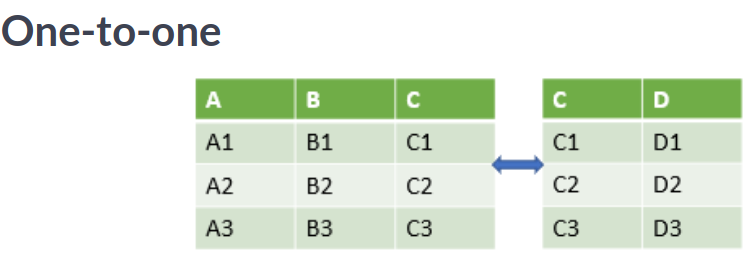 One-to-one
A B C C D
A1 B1 C1 C1 D1
A2 B2 C2 C2 D2
A3 B3 C3 C3 D3